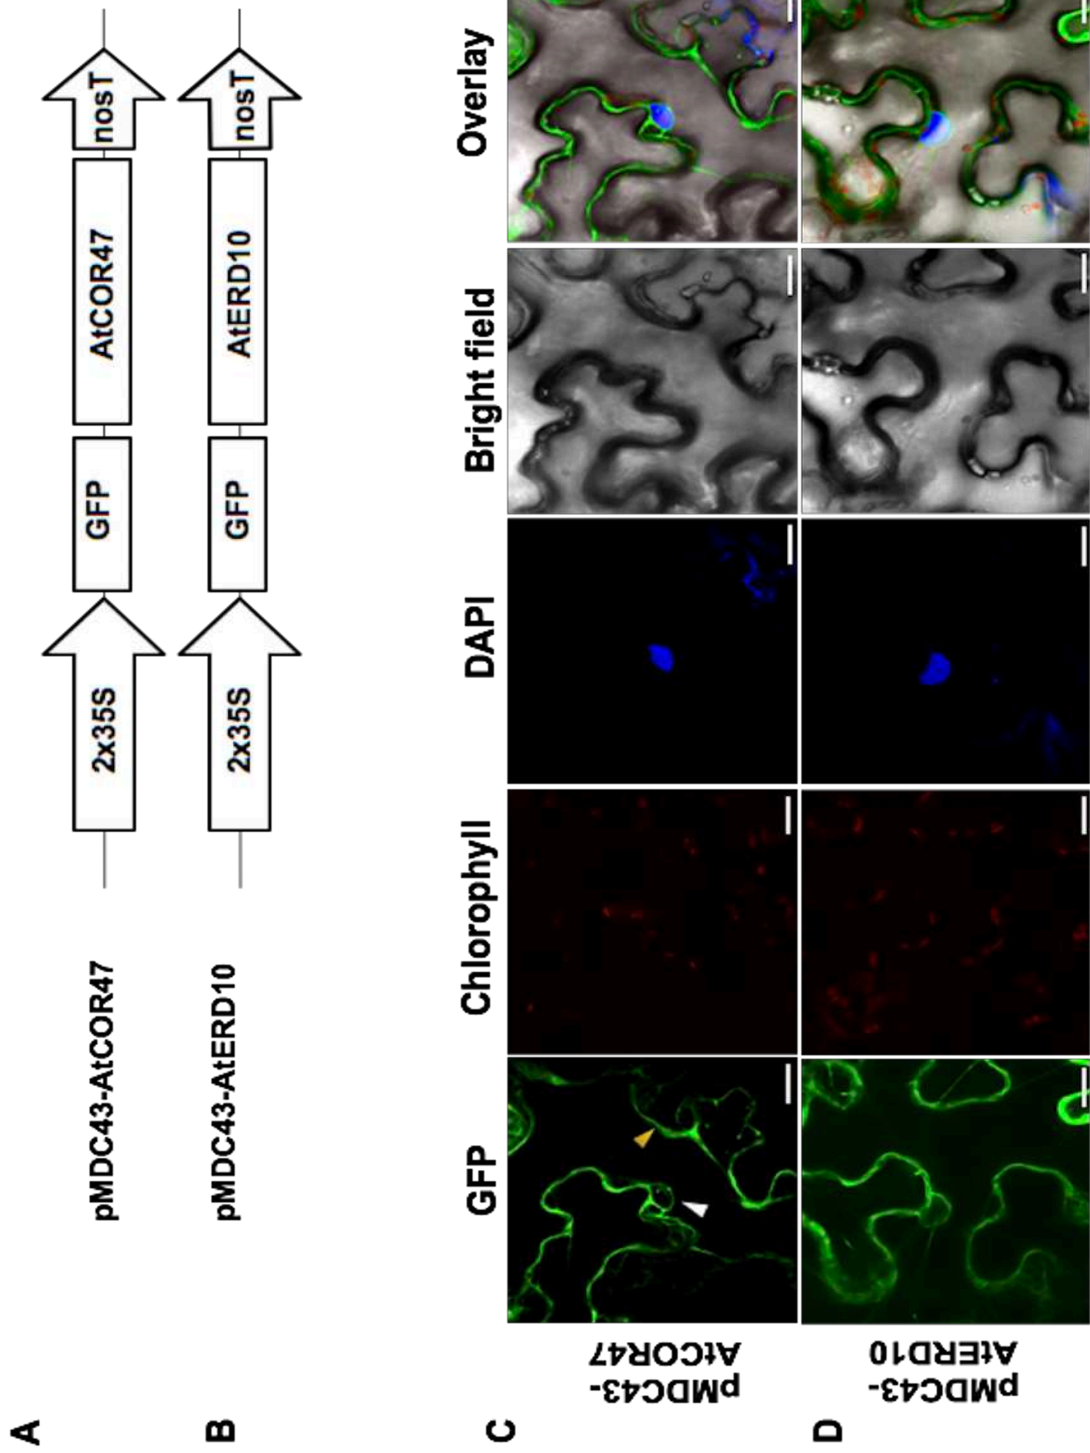 A
pMDC43-AtCOR47
2x35S
GFP
AtCOR47
nosT
B
pMDC43-AtERD10
2x35S
GFP
AtERD10
nosT
GFP
Chlorophyll
DAPI
Bright field
Overlay
C
pMDC43-
AtCOR47
D
pMDC43-
AtERD10